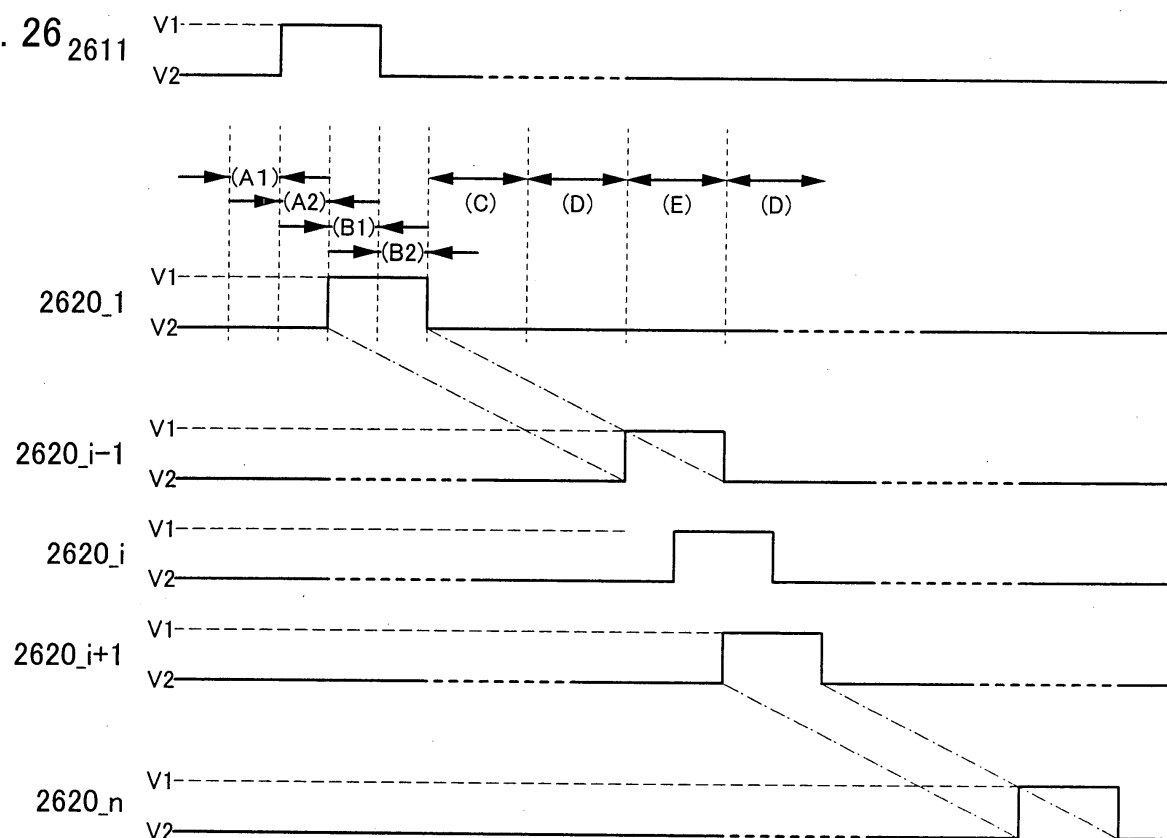 . 26
2611
V1
V2
(A1)
(A2)
(B1)
(B2)
(C)
(D)
(E)
(D)
2620_1
V1
V2
2620_i-1
V1
V2
2620_i
V1
V2
2620_i+1
V1
V2
2620_n
V1
V2